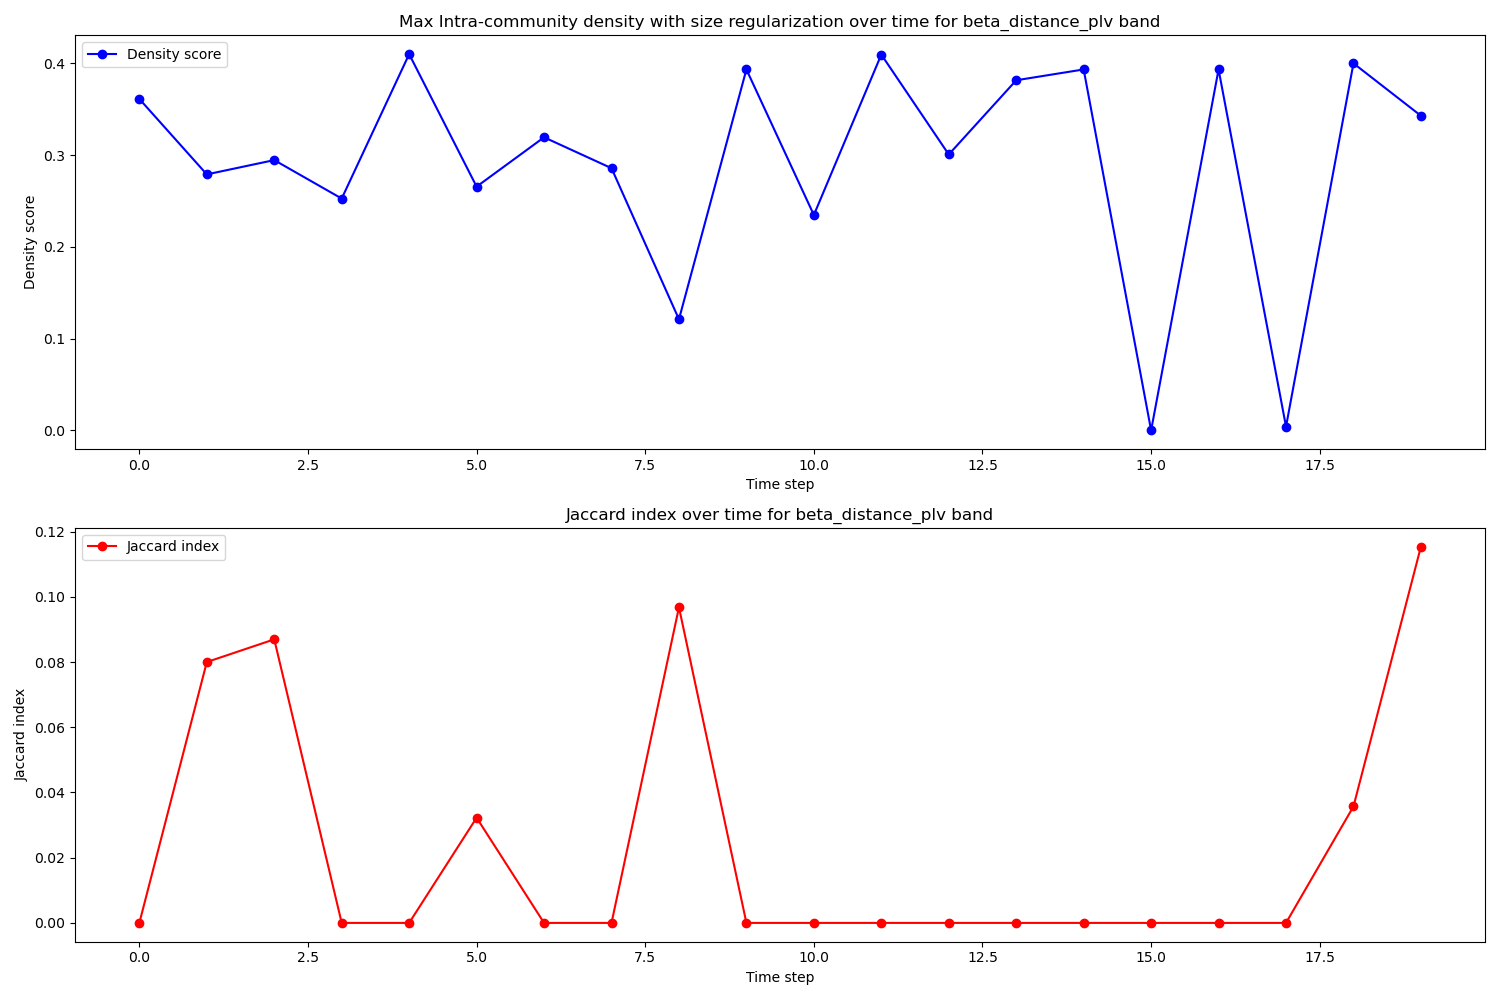 Max Intra-community density with size regularization over time for beta_distance_plv band
Density score
0.4
0.3
0.2
0.1
0.0
Density score
0.0 2.5 5.0 7.5 10.0 12.5 15.0 17.5
Time step
Jaccard index over time for beta_distance_plv band
Jaccard index
0.12
0.10
0.08
0.06
0.04
0.02
0.00
Jaccard index
0.0 2.5 5.0 7.5 10.0 12.5 15.0 17.5
Time step